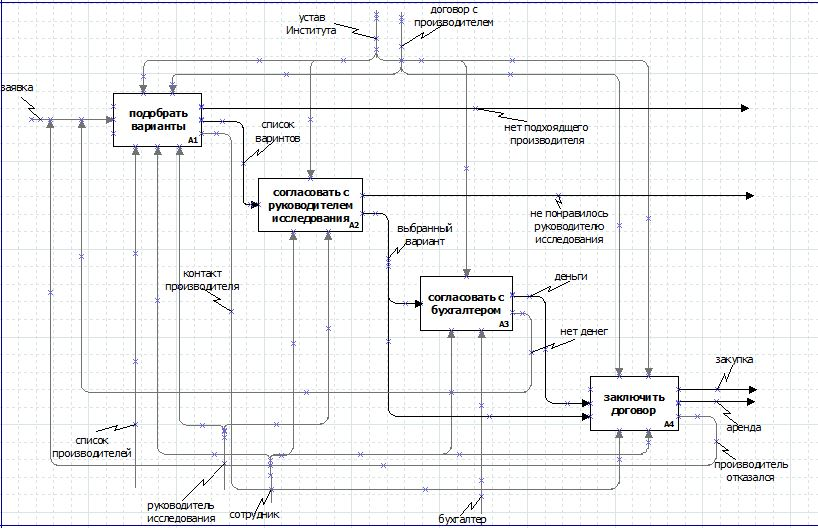 устав
Института
договор с
производителем
заявка
подобрать
варианты
A1
нет подхоядщего
производителя
список
варинтов
согласовать с
руководителем
исследования
A2
не понравилось
руководителю
исследования
выбранный
вариант
контакт
производителя
согласовать с
бухгалтером
A3
деньги
нет денег
закупка
заключить
договор
A4
аренда
список
производителей
производитель
отказался
руководитель
исследования
сотрудник
бухгалтер